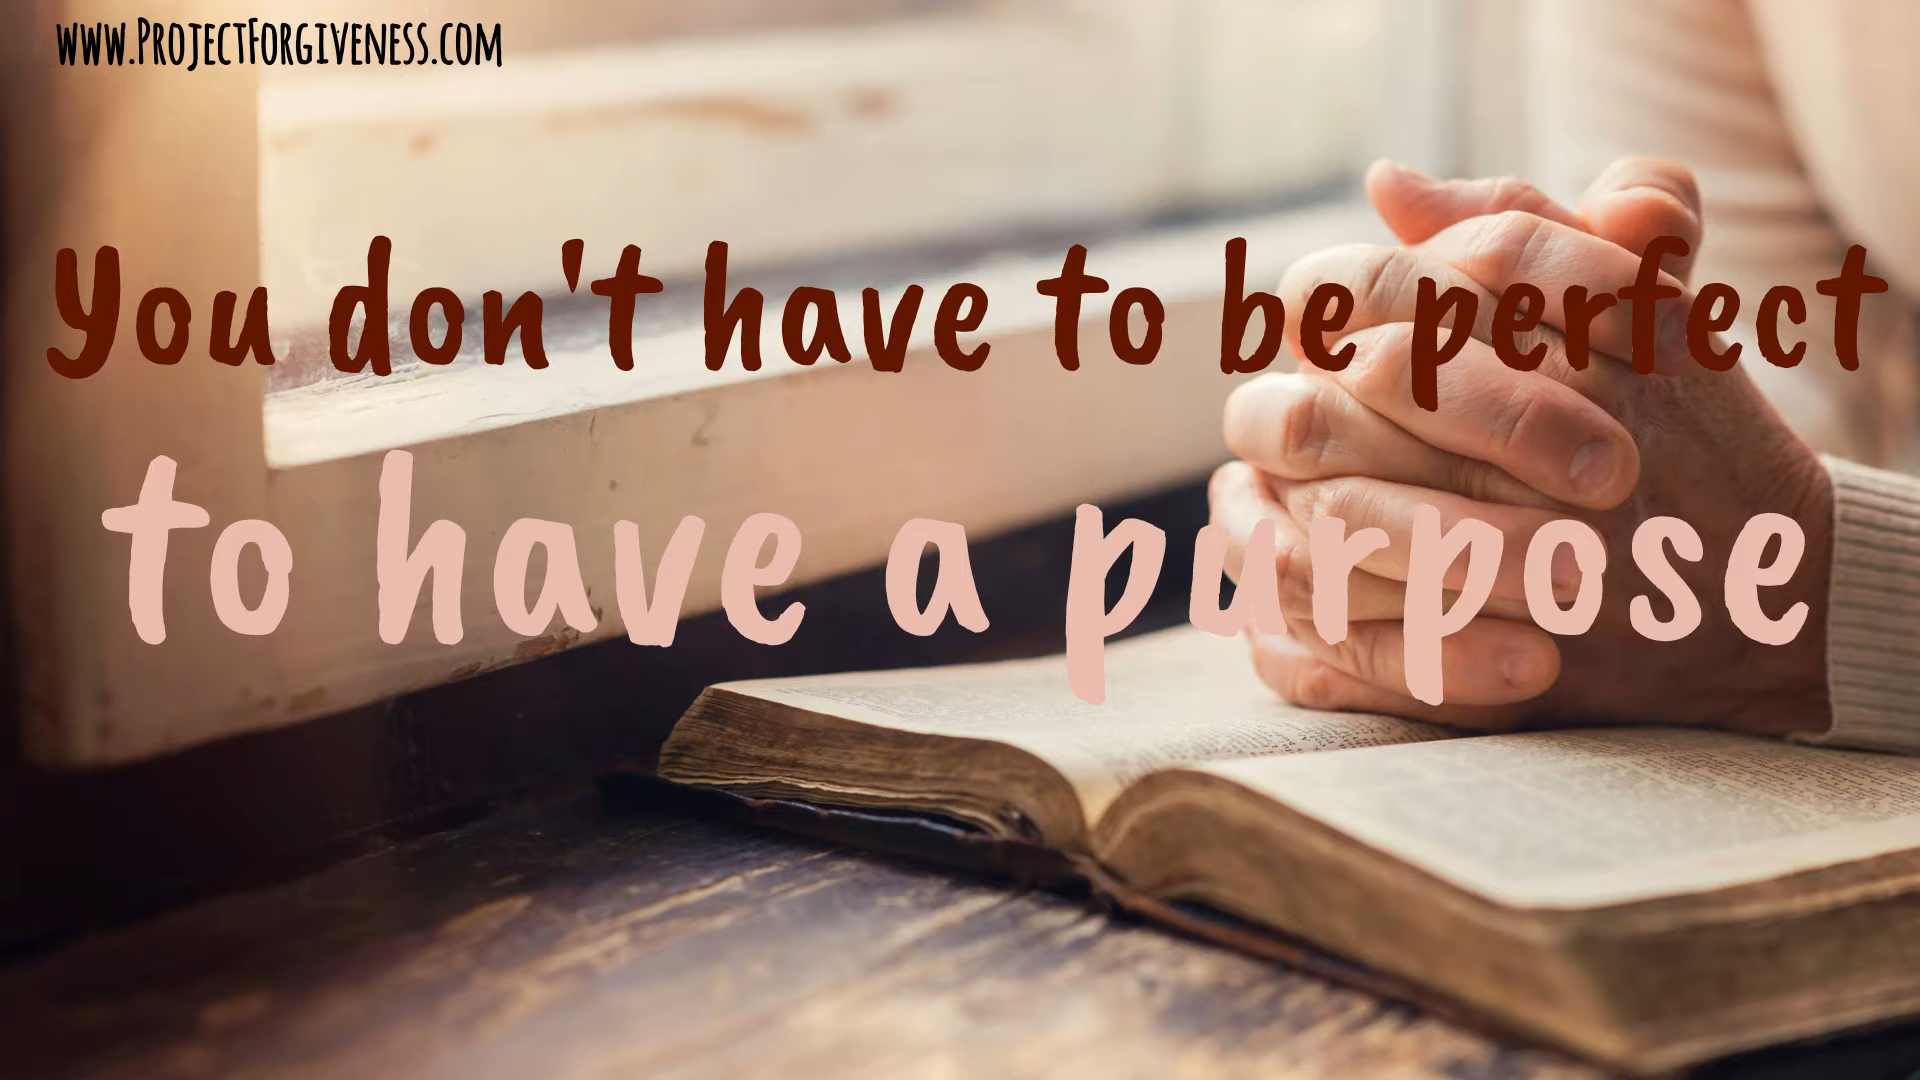 www.ProjectForgiveness.com
You don't have to be perfect
to have a purpose